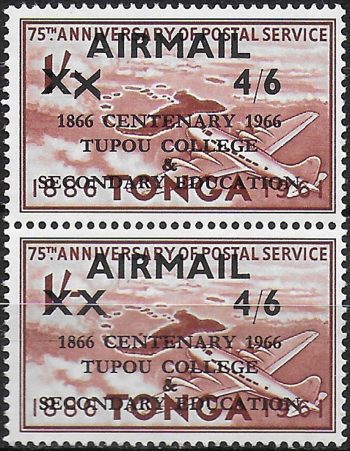 75TH ANNIVERSARY OF POSTAL SERVICE
AIRMAIL
1/- XX 4/6
1866 CENTENARY 1966
TUPOU COLLEGE
&
SECONDARY EDUCATION
1886 TONGA 1961
75TH ANNIVERSARY OF POSTAL SERVICE
AIRMAIL
1/- XX 4/6
1866 CENTENARY 1966
TUPOU COLLEGE
&
SECONDARY EDUCATION
1886 TONGA 1961